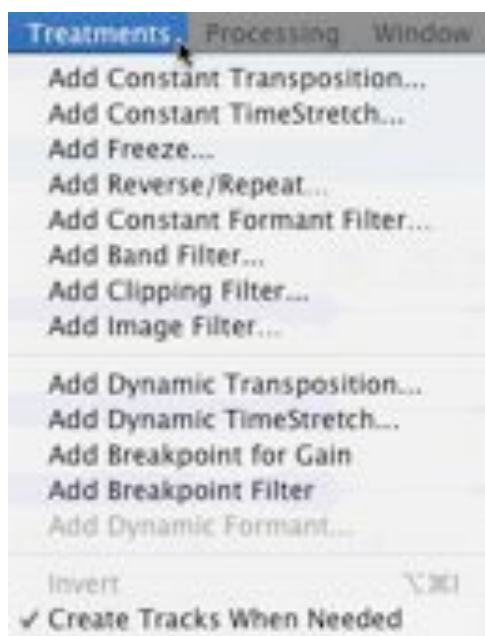 Treatments Processing Window
Add Constant Transposition...
Add Constant TimeStretch...
Add Freeze...
Add Reverse/Repeat...
Add Constant Formant Filter...
Add Band Filter...
Add Clipping Filter...
Add Image Filter...
Add Dynamic Transposition...
Add Dynamic TimeStretch...
Add Breakpoint for Gain
Add Breakpoint Filter
Add Dynamic Formant...
Invert ⌥⌘I
✓ Create Tracks When Needed